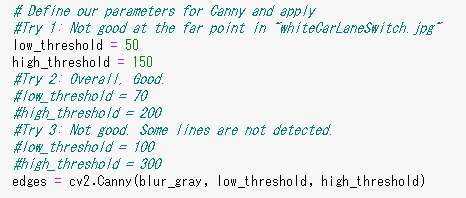 # Define our parameters for Canny and apply
#Try 1: Not good at the far point in "whiteCarLaneSwitch.jpg"
low_threshold = 50
high_threshold = 150
#Try 2: Overall, Good.
#low_threshold = 70
#high_threshold = 200
#Try 3: Not good. Some lines are not detected.
#low_threshold = 100
#high_threshold = 300
edges = cv2.Canny(blur_gray, low_threshold, high_threshold)